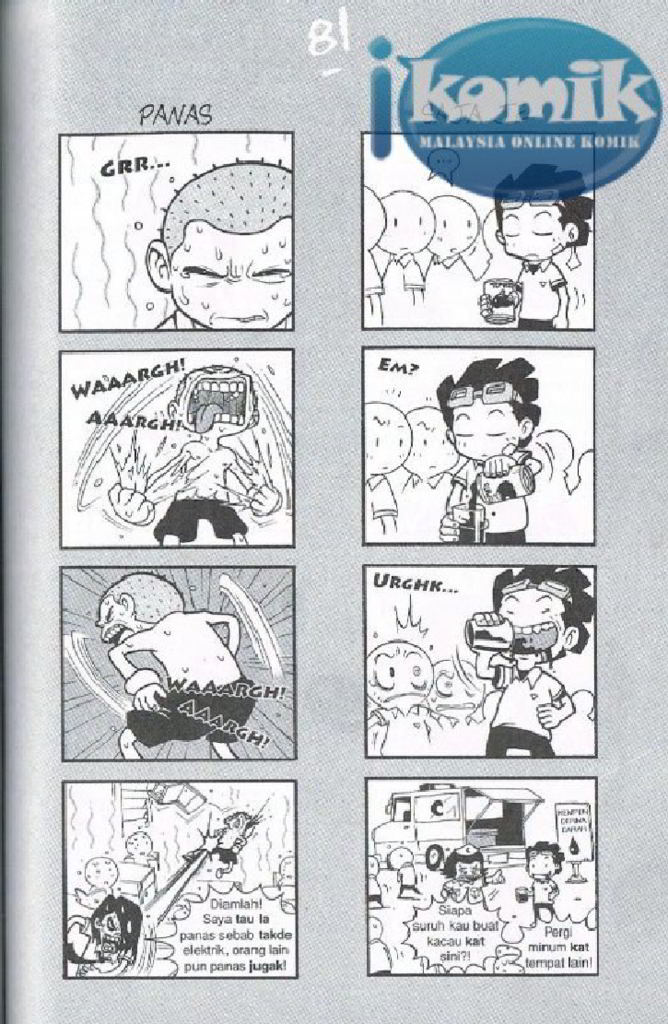 81
ikomik
MALAYSIA ONLINE KOMIK
PANAS
GRR...
WAAARGH!
AAARGH!
WAAARGH!
AAARGH!
Diamlah!
Saya tau la
panas sebab takde
elektrik, orang lain
pun panas jugak!
...
EM?
URGHK...
KEMPEN
DERMA
DARAH
Siapa
suruh kau buat
kacau kat
sini?!
Pergi
minum kat
tempat lain!